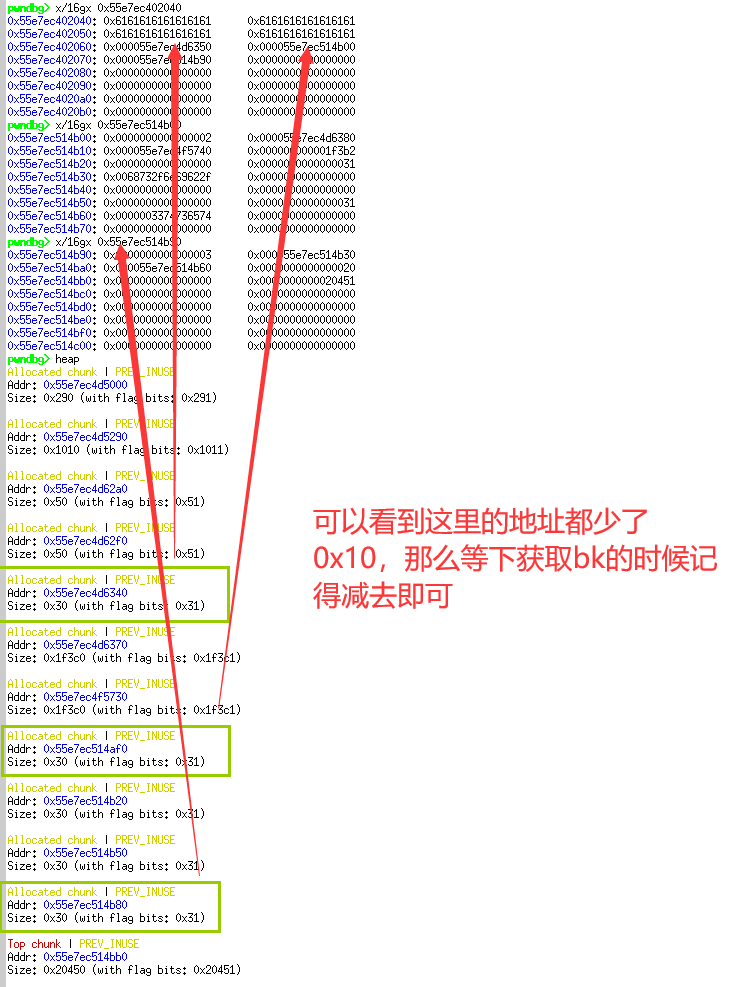 pwndbg> x/16gx 0x55e7ec402040
0x55e7ec402040: 0x6161616161616161 0x6161616161616161
0x55e7ec402050: 0x6161616161616161 0x6161616161616161
0x55e7ec402060: 0x000055e7ec4d6350 0x000055e7ec514b00
0x55e7ec402070: 0x000055e7ec514b90 0x0000000000000000
0x55e7ec402080: 0x0000000000000000 0x0000000000000000
0x55e7ec402090: 0x0000000000000000 0x0000000000000000
0x55e7ec4020a0: 0x0000000000000000 0x0000000000000000
0x55e7ec4020b0: 0x0000000000000000 0x0000000000000000
pwndbg> x/16gx 0x55e7ec514b00
0x55e7ec514b00: 0x0000000000000002 0x000055e7ec4d6380
0x55e7ec514b10: 0x000055e7ec4f5740 0x000000000001f3b2
0x55e7ec514b20: 0x0000000000000000 0x0000000000000031
0x55e7ec514b30: 0x0068732f6e69622f 0x0000000000000000
0x55e7ec514b40: 0x0000000000000000 0x0000000000000000
0x55e7ec514b50: 0x0000000000000000 0x0000000000000031
0x55e7ec514b60: 0x0000003374736574 0x0000000000000000
0x55e7ec514b70: 0x0000000000000000 0x0000000000000000
pwndbg> x/16gx 0x55e7ec514b90
0x55e7ec514b90: 0x0000000000000003 0x000055e7ec514b30
0x55e7ec514ba0: 0x000055e7ec514b60 0x0000000000000020
0x55e7ec514bb0: 0x0000000000000000 0x0000000000020451
0x55e7ec514bc0: 0x0000000000000000 0x0000000000000000
0x55e7ec514bd0: 0x0000000000000000 0x0000000000000000
0x55e7ec514be0: 0x0000000000000000 0x0000000000000000
0x55e7ec514bf0: 0x0000000000000000 0x0000000000000000
0x55e7ec514c00: 0x0000000000000000 0x0000000000000000
pwndbg> heap
Allocated chunk | PREV_INUSE
Addr: 0x55e7ec4d5000
Size: 0x290 (with flag bits: 0x291)
Allocated chunk | PREV_INUSE
Addr: 0x55e7ec4d5290
Size: 0x1010 (with flag bits: 0x1011)
Allocated chunk | PREV_INUSE
Addr: 0x55e7ec4d62a0
Size: 0x50 (with flag bits: 0x51)
Allocated chunk | PREV_INUSE
Addr: 0x55e7ec4d62f0
Size: 0x50 (with flag bits: 0x51)
Allocated chunk | PREV_INUSE
Addr: 0x55e7ec4d6340
Size: 0x30 (with flag bits: 0x31)
Allocated chunk | PREV_INUSE
Addr: 0x55e7ec4d6370
Size: 0x1f3c0 (with flag bits: 0x1f3c1)
Allocated chunk | PREV_INUSE
Addr: 0x55e7ec4f5730
Size: 0x1f3c0 (with flag bits: 0x1f3c1)
Allocated chunk | PREV_INUSE
Addr: 0x55e7ec514af0
Size: 0x30 (with flag bits: 0x31)
Allocated chunk | PREV_INUSE
Addr: 0x55e7ec514b20
Size: 0x30 (with flag bits: 0x31)
Allocated chunk | PREV_INUSE
Addr: 0x55e7ec514b50
Size: 0x30 (with flag bits: 0x31)
Allocated chunk | PREV_INUSE
Addr: 0x55e7ec514b80
Size: 0x30 (with flag bits: 0x31)
Top chunk | PREV_INUSE
Addr: 0x55e7ec514bb0
Size: 0x20450 (with flag bits: 0x20451)
可以看到这里的地址都少了
0x10，那么等下获取bk的时候记
得减去即可